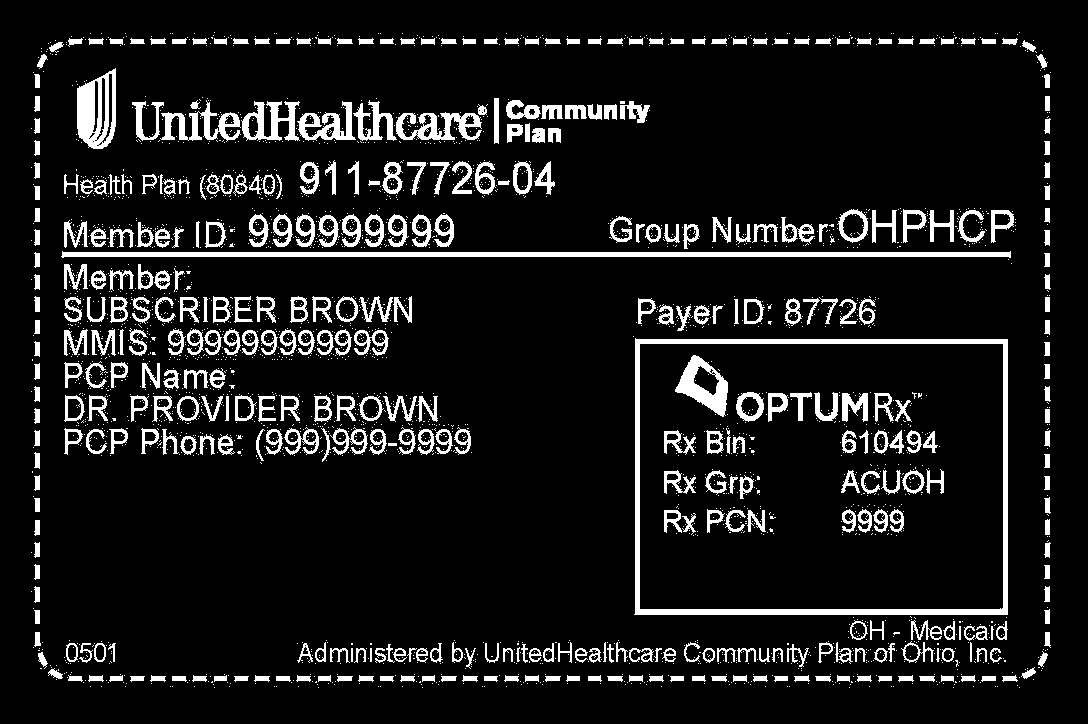 UnitedHealthcare® | Community Plan
Health Plan (80840) 911-87726-04
Member ID: 999999999 Group Number: OHPHCP
Member:
SUBSCRIBER BROWN
MMIS: 999999999999
PCP Name:
DR. PROVIDER BROWN
PCP Phone: (999)999-9999
Payer ID: 87726
OPTUMRx™
Rx Bin: 610494
Rx Grp: ACUOH
Rx PCN: 9999
OH - Medicaid
0501 Administered by UnitedHealthcare Community Plan of Ohio, Inc.